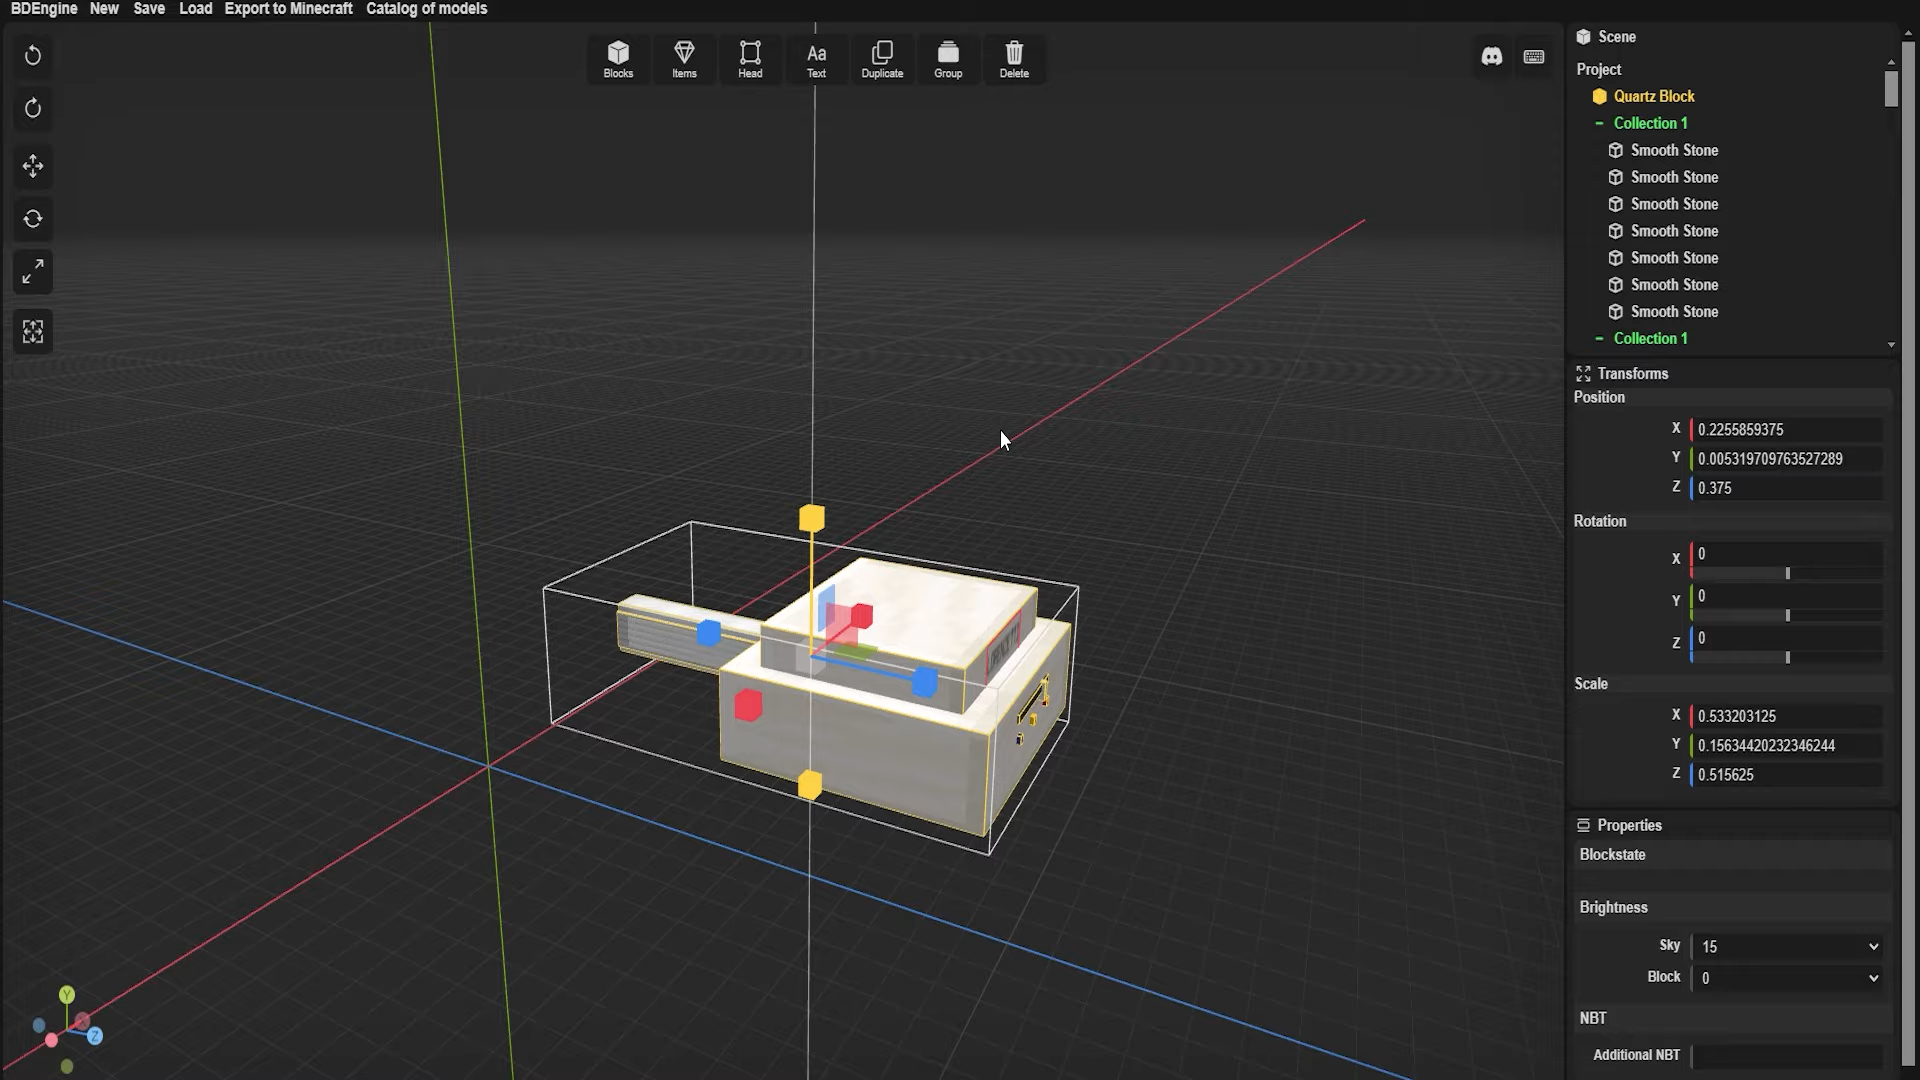 BDEngine New Save Load Export to Minecraft Catalog of models
Blocks Items Head Aa Text Duplicate Group Delete
Scene
Project
Quartz Block
Collection 1
Smooth Stone
Smooth Stone
Smooth Stone
Smooth Stone
Smooth Stone
Smooth Stone
Smooth Stone
Collection 1
Transforms
Position
X 0.2255859375
Y 0.005319709763527289
Z 0.375
Rotation
X 0
Y 0
Z 0
Scale
X 0.533203125
Y 0.15634420232346244
Z 0.515625
Properties
Blockstate
Brightness
Sky 15
Block 0
NBT
Additional NBT
Y
Z